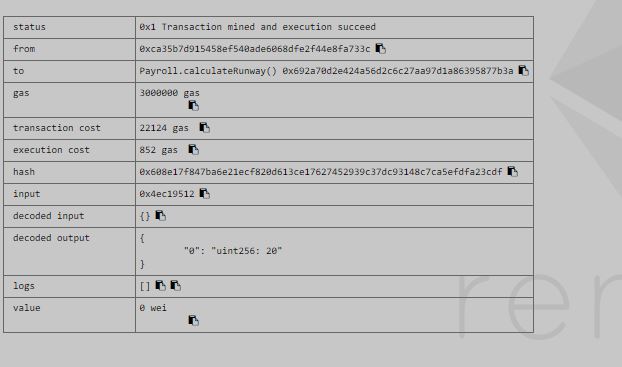 status 0x1 Transaction mined and execution succeed
from 0xca35b7d915458ef540ade6068dfe2f44e8fa733c
to Payroll.calculateRunway() 0x692a70d2e424a56d2c6c27aa97d1a86395877b3a
gas 3000000 gas
transaction cost 22124 gas
execution cost 852 gas
hash 0x608e17f847ba6e21ecf820d613ce17627452939c37dc93148c7ca5efdfa23cdf
input 0x4ec19512
decoded input {}
decoded output {
"0": "uint256: 20"
}
logs []
value 0 wei
rer